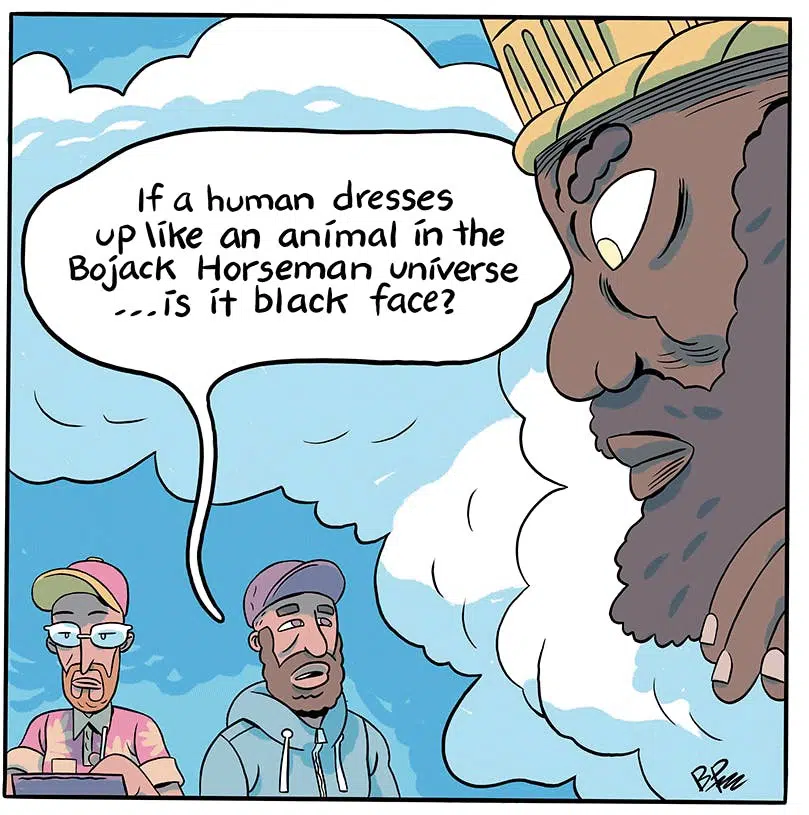 If a human dresses
up like an animal in the
Bojack Horseman universe
...is it black face?